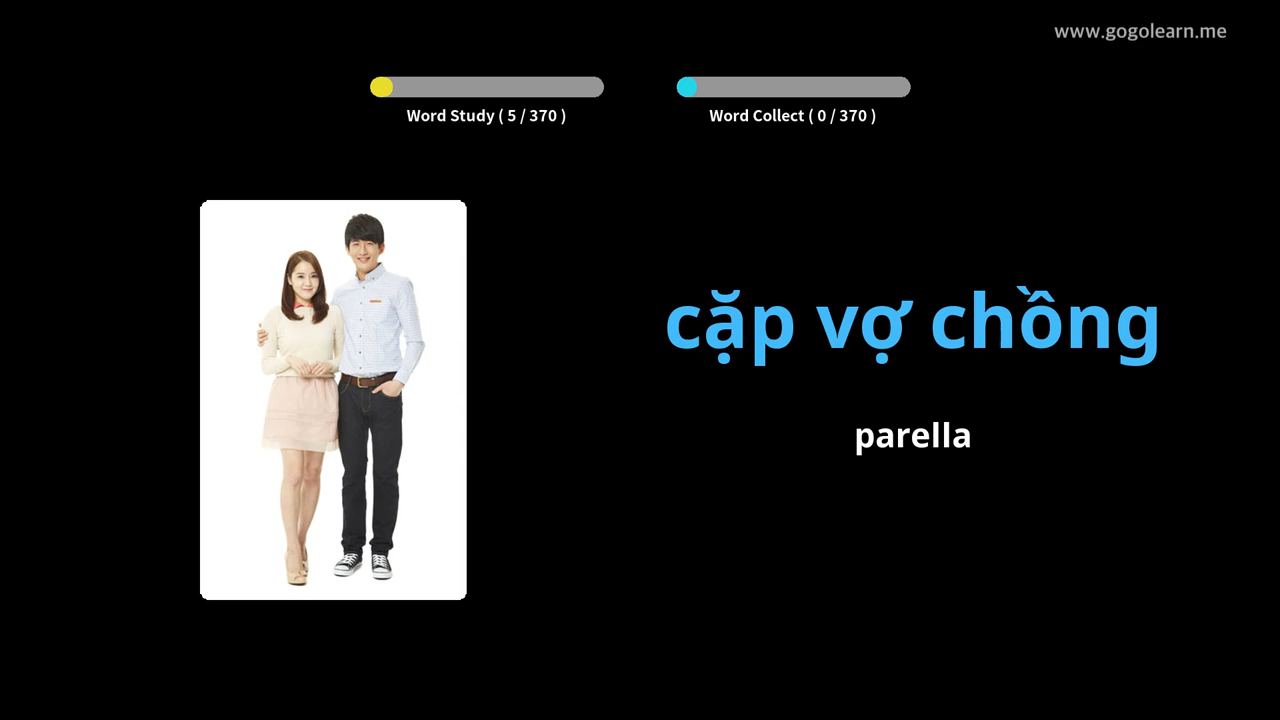 www.gogolearn.me
Word Study ( 5 / 370 )
Word Collect ( 0 / 370 )
cặp vợ chồng
parella